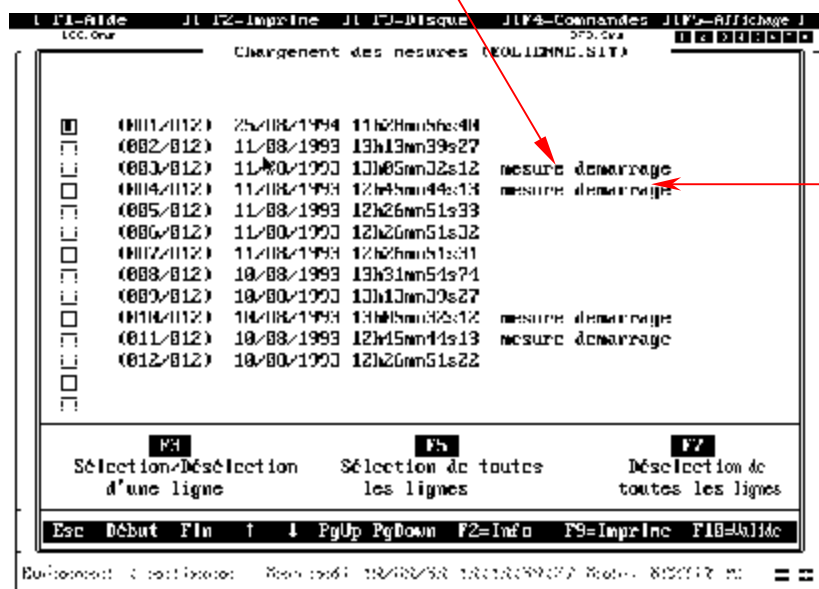 F1-Aide F2-Imprime F3-Disque F4-Commandes F5-Affichage
Chargement des mesures (EOLIENNE.SIT)
(001/012) 25/08/1994 11h28mn56s40
(002/012) 11/08/1993 13h13mn39s27
(003/012) 11/08/1993 13h05mn32s12 mesure demarrage
(004/012) 11/08/1993 12h45mn44s13 mesure demarrage
(005/012) 11/08/1993 12h26mn51s33
(006/012) 11/08/1993 12h26mn51s32
(007/012) 11/08/1993 12h26mn51s31
(008/012) 10/08/1993 13h31mn54s74
(009/012) 10/08/1993 13h13mn39s27
(010/012) 10/08/1993 13h05mn32s12 mesure demarrage
(011/012) 10/08/1993 12h45mn44s13 mesure demarrage
(012/012) 10/08/1993 12h26mn51s22
F3 F5 F7
Sélection/Désélection Sélection de toutes Déselection de
d'une ligne les lignes toutes les lignes
Esc Début Fin ↑ ↓ PgUp PgDown F2=Info F9=Imprime F10=Valide